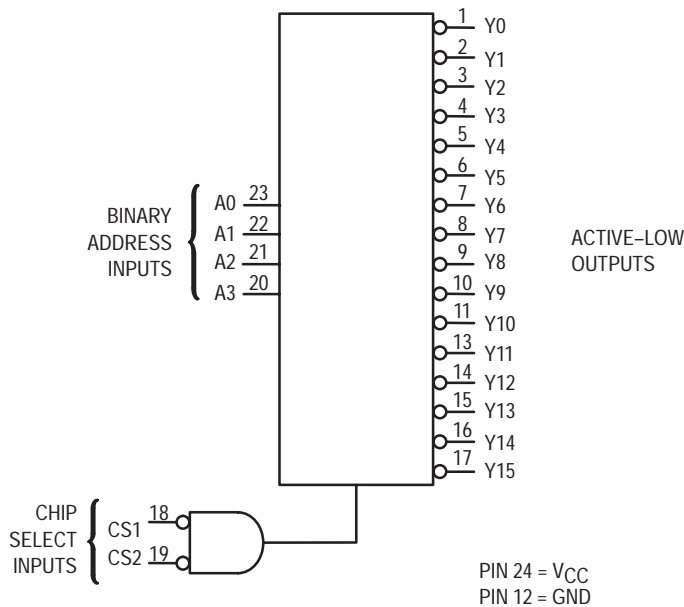 1 Y0
2 Y1
3 Y2
4 Y3
5 Y4
6 Y5
7 Y6
8 Y7
9 Y8
10 Y9
11 Y10
13 Y11
14 Y12
15 Y13
16 Y14
17 Y15
BINARY
ADDRESS
INPUTS
A0 23
A1 22
A2 21
A3 20
ACTIVE–LOW
OUTPUTS
CHIP
SELECT
INPUTS
CS1 18
CS2 19
PIN 24 = VCC
PIN 12 = GND